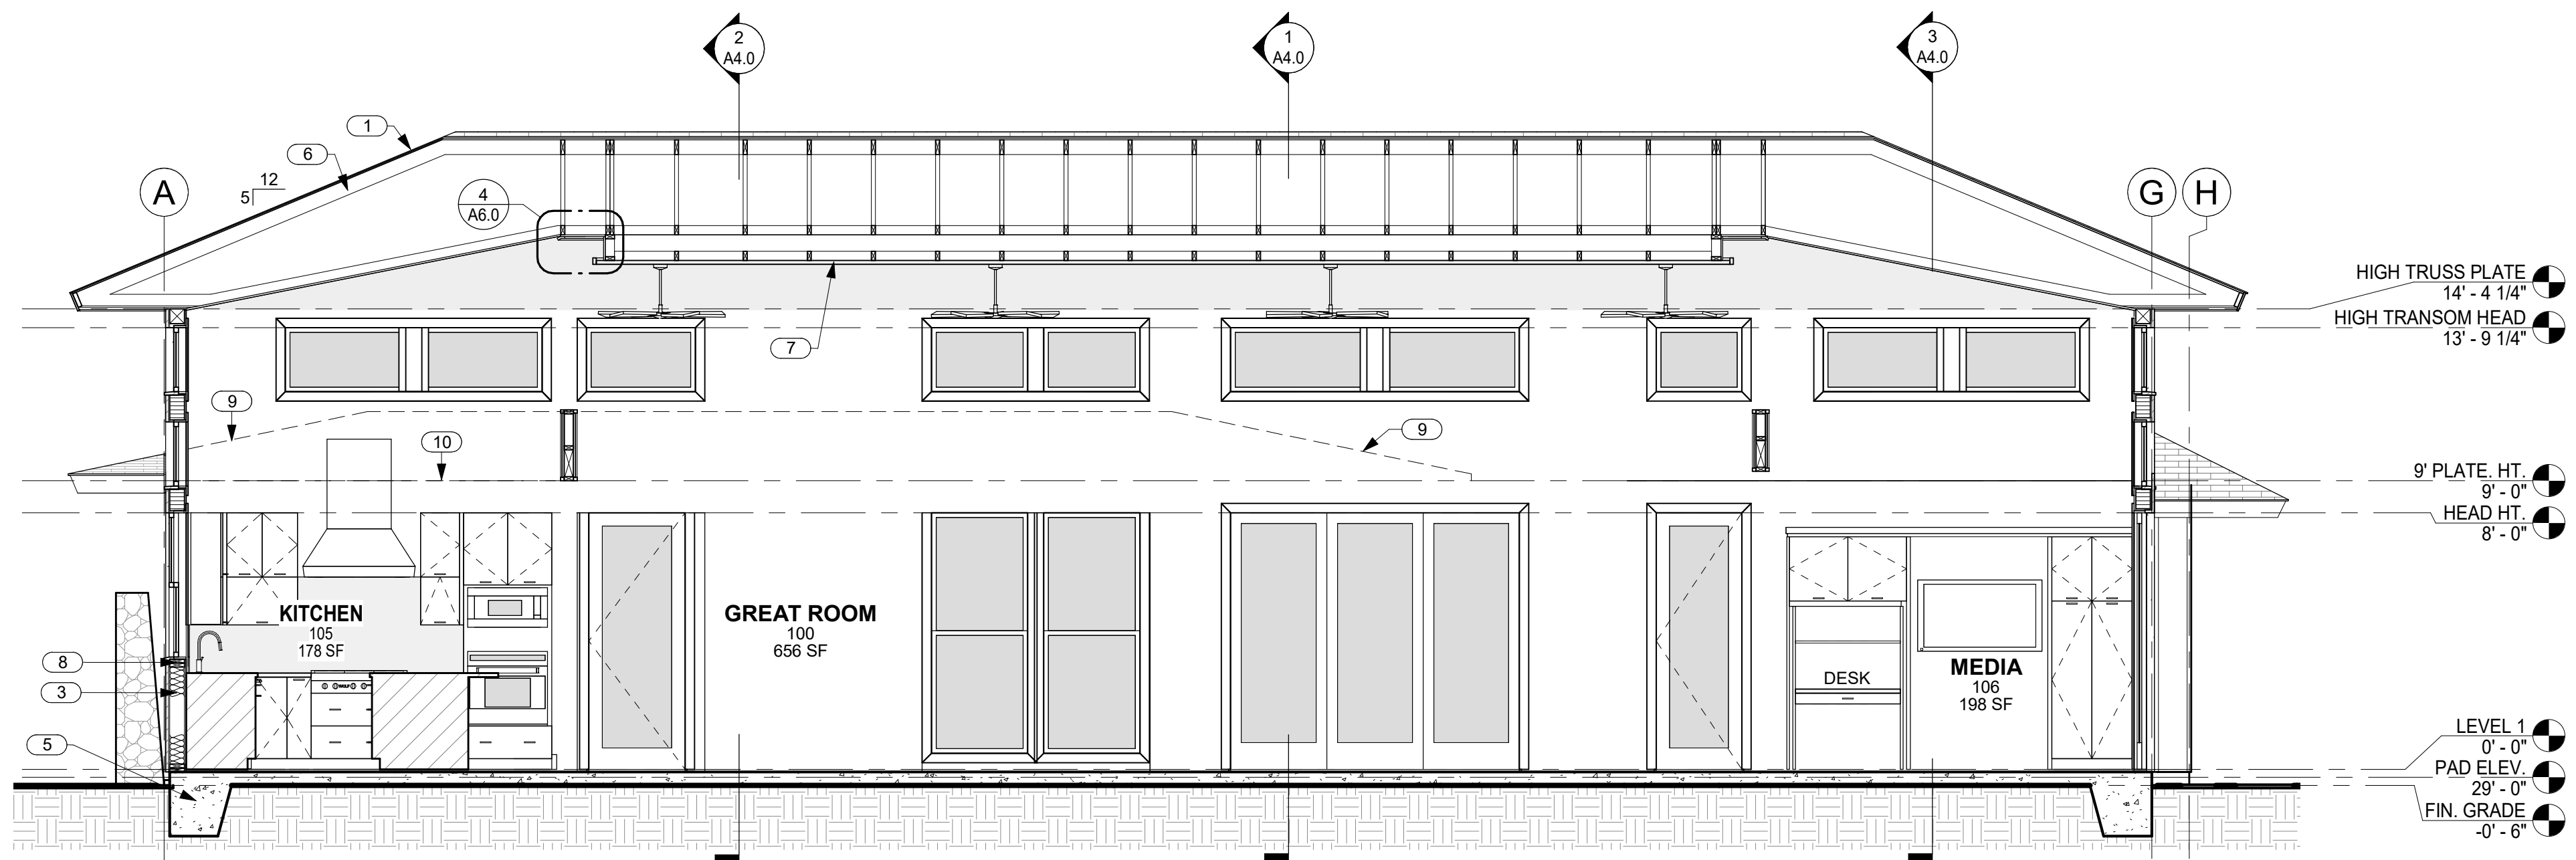 2
A4.0
1
A4.0
3
A4.0
1
6
12
5
4
A6.0
A
G
H
HIGH TRUSS PLATE
14' - 4 1/4"
HIGH TRANSOM HEAD
13' - 9 1/4"
7
9
10
9
9' PLATE. HT.
9' - 0"
HEAD HT.
8' - 0"
KITCHEN
105
178 SF
GREAT ROOM
100
656 SF
MEDIA
106
198 SF
DESK
8
3
WOLF
5
LEVEL 1
0' - 0"
PAD ELEV.
29' - 0"
FIN. GRADE
-0' - 6"